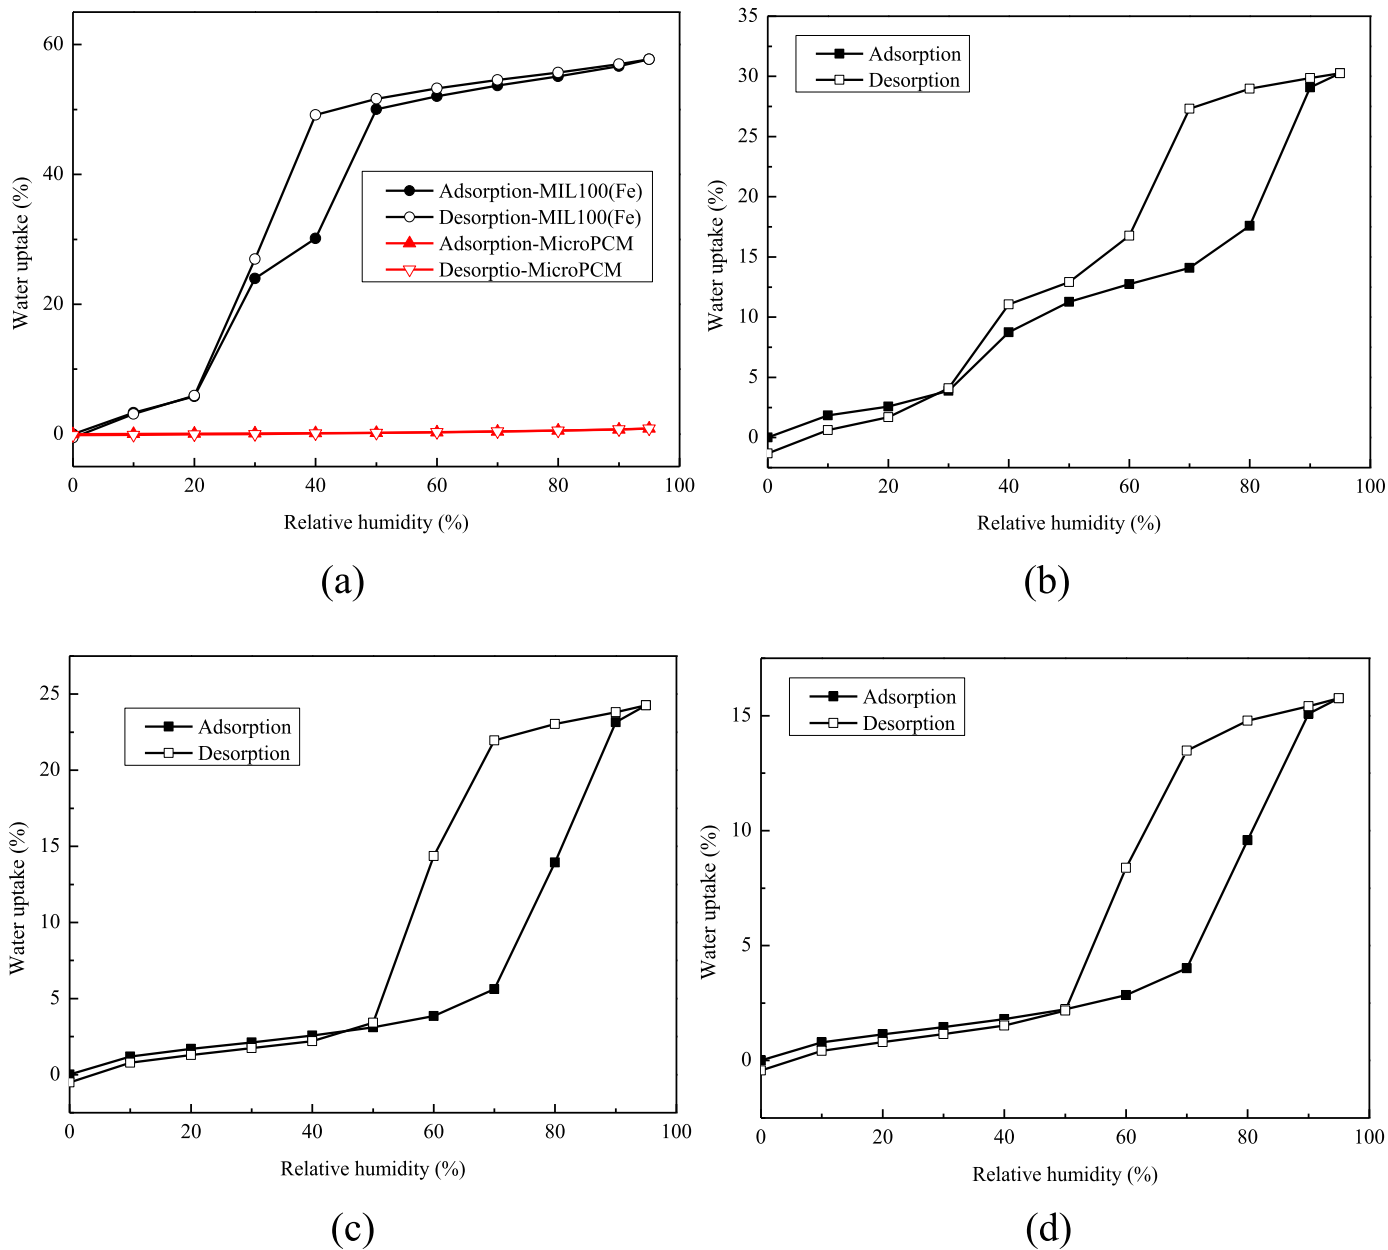 60
40
20
0
Water uptake (%)
Adsorption-MIL100(Fe)
Desorption-MIL100(Fe)
Adsorption-MicroPCM
Desorptio-MicroPCM
0 20 40 60 80 100
Relative humidity (%)
(a)
35
30
25
20
15
10
5
0
Water uptake (%)
Adsorption
Desorption
0 20 40 60 80 100
Relative humidity (%)
(b)
25
20
15
10
5
0
Water uptake (%)
Adsorption
Desorption
0 20 40 60 80 100
Relative humidity (%)
(c)
15
10
5
0
Water uptake (%)
Adsorption
Desorption
0 20 40 60 80 100
Relative humidity (%)
(d)